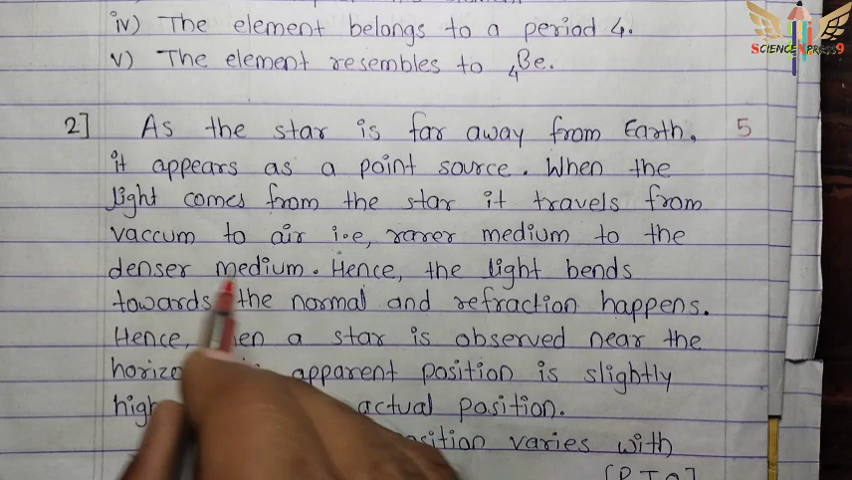 iv) The element belongs to a period 4.
SCIENCEXPRESS9
v) The element resembles to 4Be.
2] As the star is far away from Earth. 5
it appears as a point source. When the
light comes from the star it travels from
vaccum to air i.e, rarer medium to the
denser medium. Hence, the light bends
towards the normal and refraction happens.
Hence, a star is observed near the
apparent position is slightly
actual position.
varies with